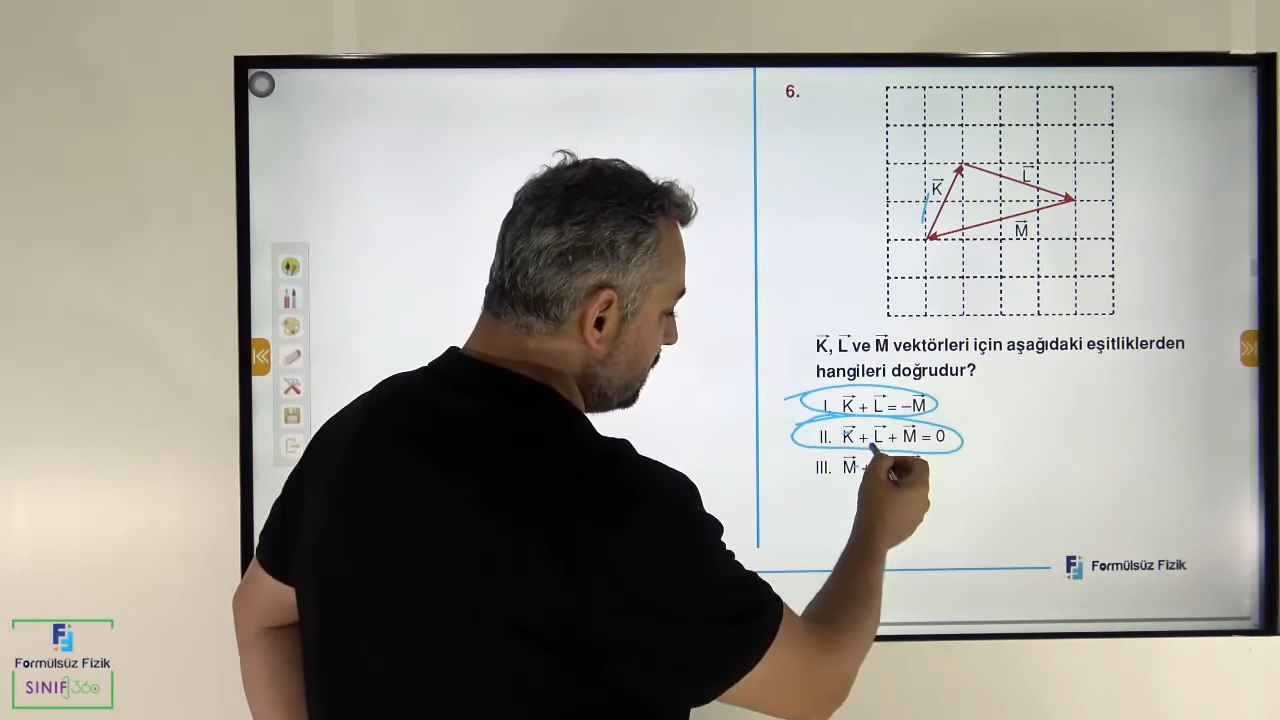 6.
K
L
M
K, L ve M vektörleri için aşağıdaki eşitliklerden
hangileri doğrudur?
I. K + L = –M
II. K + L + M = 0
III. M +
Formülsüz Fizik
Formülsüz Fizik
SINIF 360